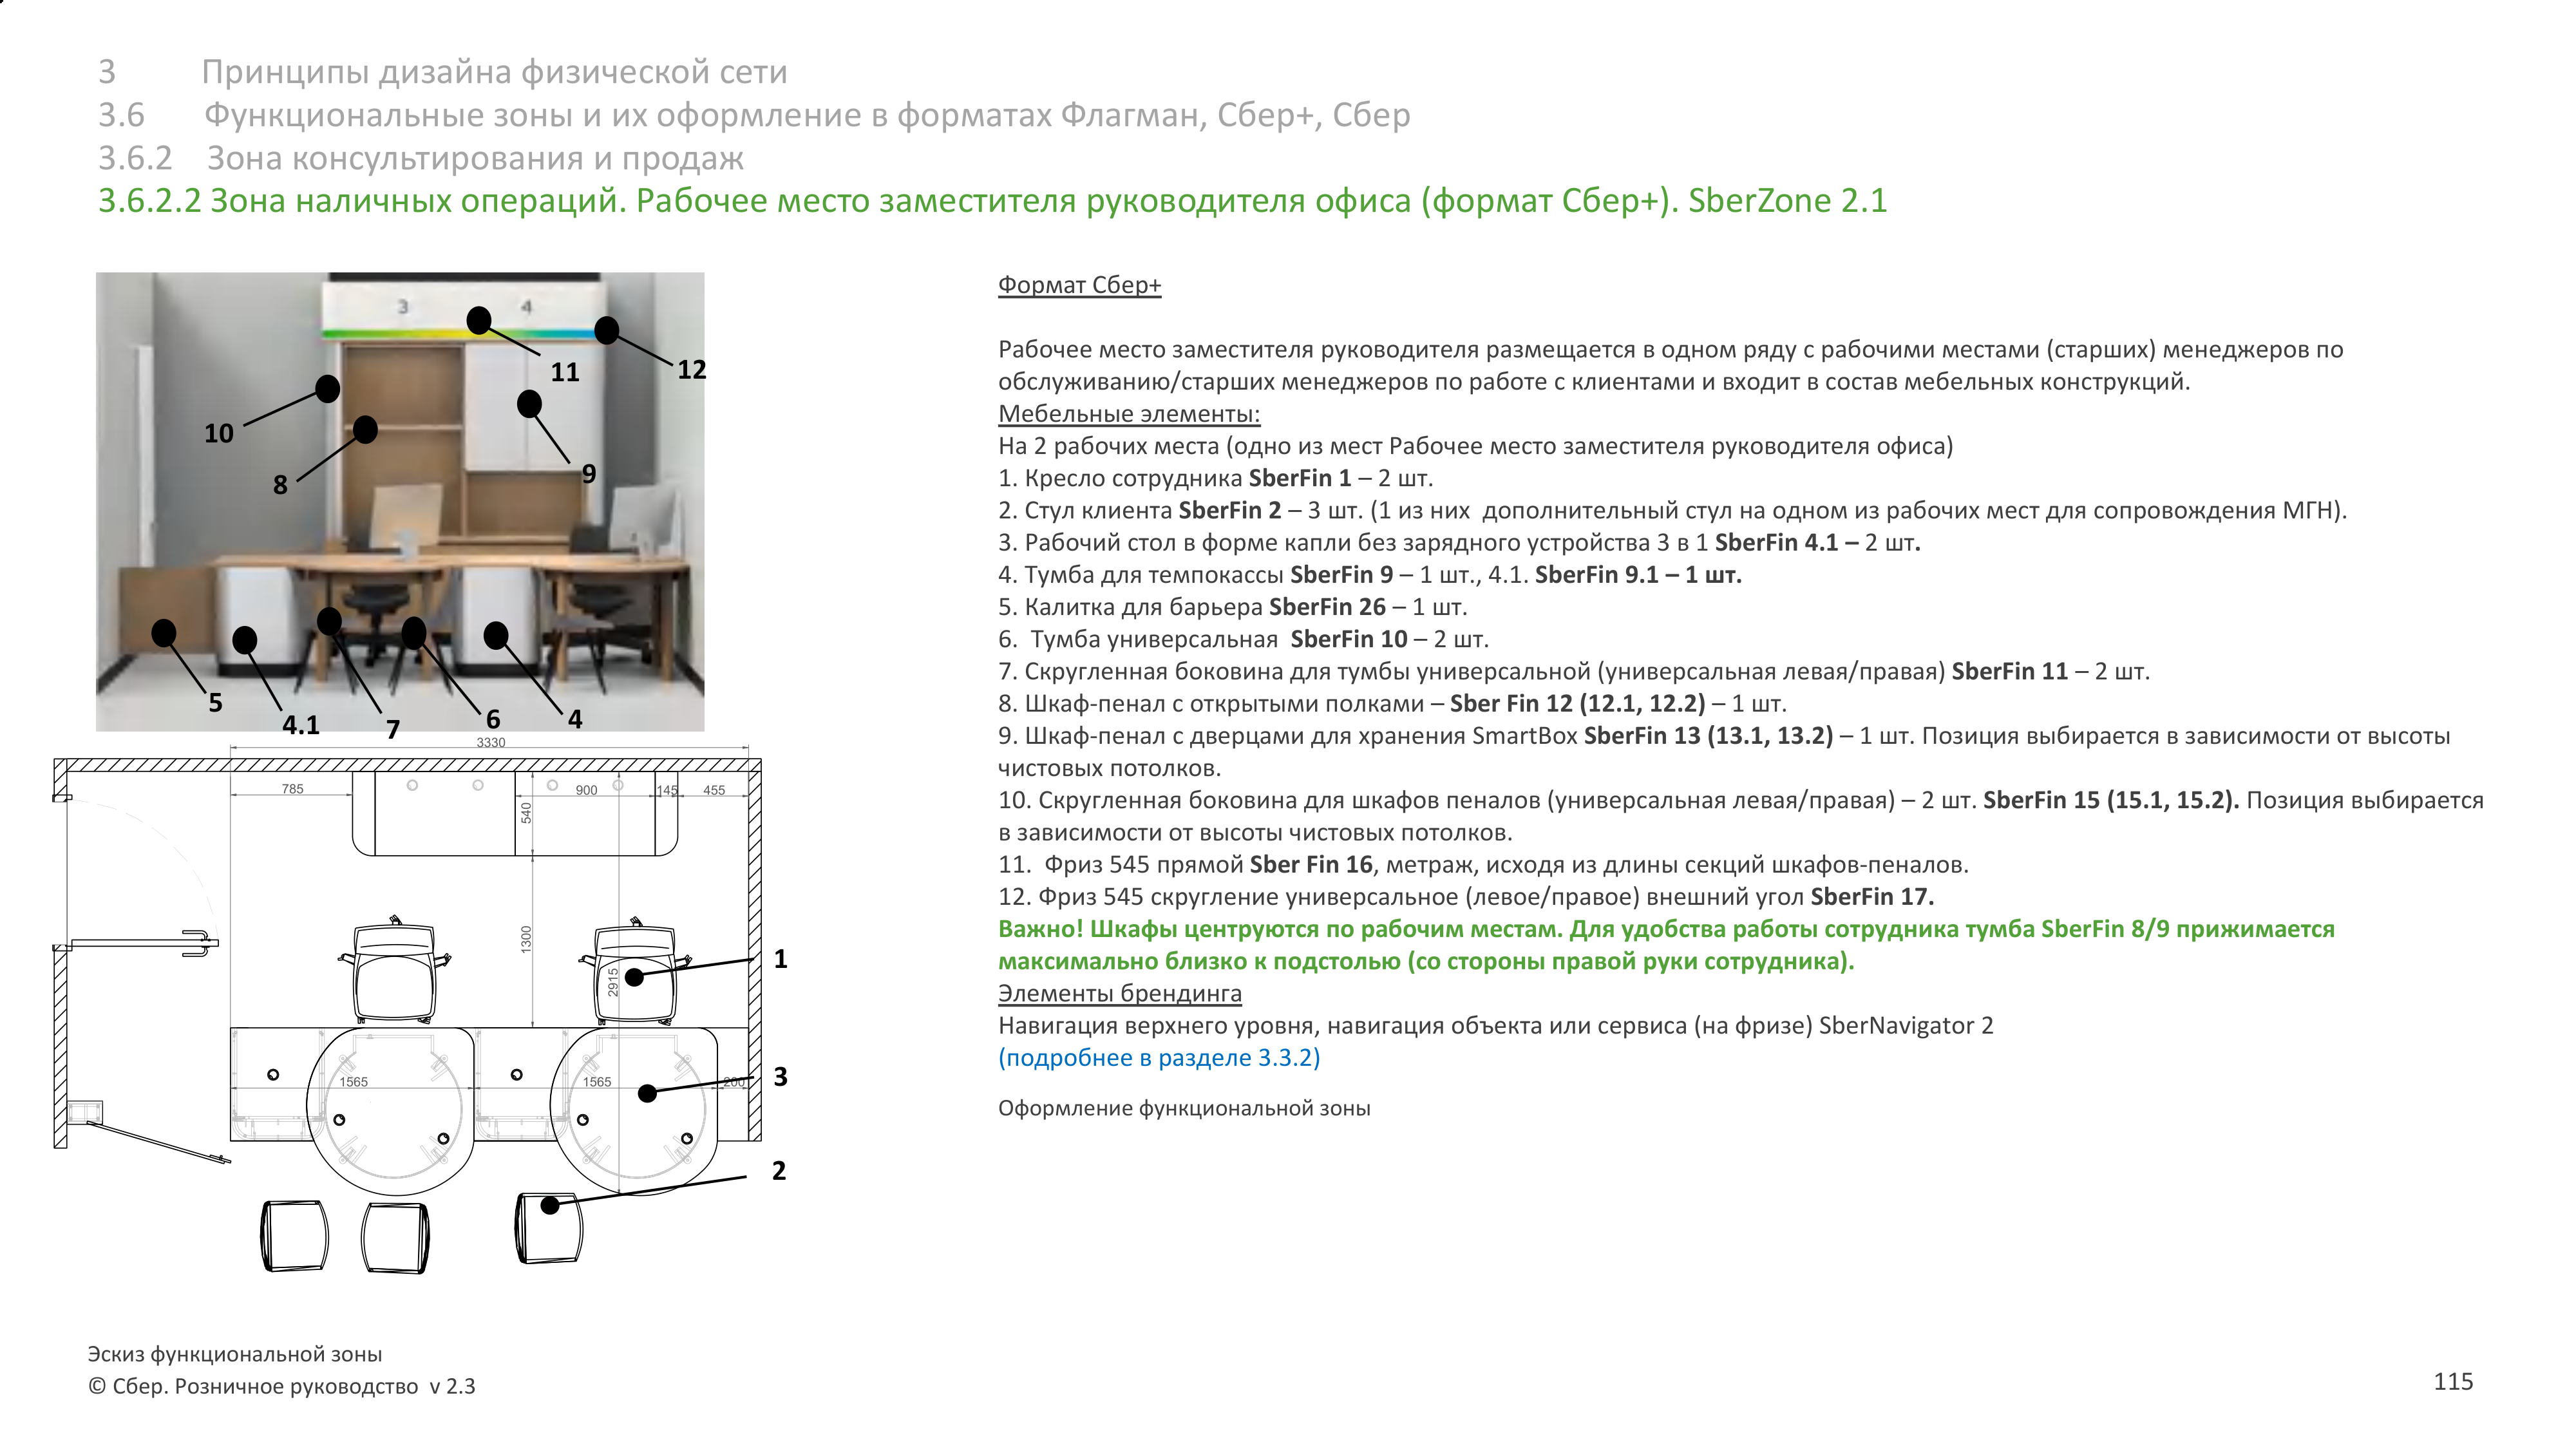 3 Принципы дизайна физической сети
3.6 Функциональные зоны и их оформление в форматах Флагман, Сбер+, Сбер
3.6.2 Зона консультирования и продаж
3.6.2.2 Зона наличных операций. Рабочее место заместителя руководителя офиса (формат Сбер+). SberZone 2.1
3 4
11
12
10
8
9
5
4.1
7
6
4
3330
785
900
145
455
540
1300
2915
1
1565
1565
200
3
2
Формат Сбер+
Рабочее место заместителя руководителя размещается в одном ряду с рабочими местами (старших) менеджеров по
обслуживанию/старших менеджеров по работе с клиентами и входит в состав мебельных конструкций.
Мебельные элементы:
На 2 рабочих места (одно из мест Рабочее место заместителя руководителя офиса)
1. Кресло сотрудника SberFin 1 – 2 шт.
2. Стул клиента SberFin 2 – 3 шт. (1 из них  дополнительный стул на одном из рабочих мест для сопровождения МГН).
3. Рабочий стол в форме капли без зарядного устройства 3 в 1 SberFin 4.1 – 2 шт.
4. Тумба для темпокассы SberFin 9 – 1 шт., 4.1. SberFin 9.1 – 1 шт.
5. Калитка для барьера SberFin 26 – 1 шт.
6.  Тумба универсальная  SberFin 10 – 2 шт.
7. Скругленная боковина для тумбы универсальной (универсальная левая/правая) SberFin 11 – 2 шт.
8. Шкаф-пенал с открытыми полками – Sber Fin 12 (12.1, 12.2) – 1 шт.
9. Шкаф-пенал с дверцами для хранения SmartBox SberFin 13 (13.1, 13.2) – 1 шт. Позиция выбирается в зависимости от высоты
чистовых потолков.
10. Скругленная боковина для шкафов пеналов (универсальная левая/правая) – 2 шт. SberFin 15 (15.1, 15.2). Позиция выбирается
в зависимости от высоты чистовых потолков.
11.  Фриз 545 прямой Sber Fin 16, метраж, исходя из длины секций шкафов-пеналов.
12. Фриз 545 скругление универсальное (левое/правое) внешний угол SberFin 17.
Важно! Шкафы центруются по рабочим местам. Для удобства работы сотрудника тумба SberFin 8/9 прижимается
максимально близко к подстолью (со стороны правой руки сотрудника).
Элементы брендинга
Навигация верхнего уровня, навигация объекта или сервиса (на фризе) SberNavigator 2
(подробнее в разделе 3.3.2)
Оформление функциональной зоны
Эскиз функциональной зоны
© Сбер. Розничное руководство  v 2.3
115